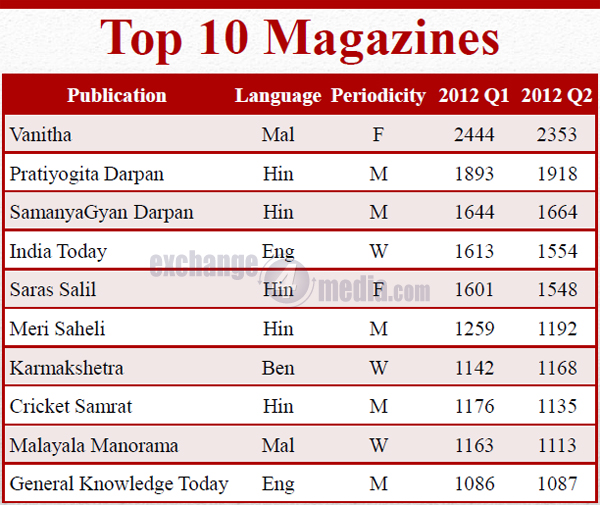 Top 10 Magazines
Publication Language Periodicity 2012 Q1 2012 Q2
Vanitha Mal F 2444 2353
Pratiyogita Darpan Hin M 1893 1918
SamanyaGyan Darpan Hin M 1644 1664
India Today Eng W 1613 1554
exchange4media.com
Saras Salil Hin F 1601 1548
Meri Saheli Hin M 1259 1192
Karmakshetra Ben W 1142 1168
Cricket Samrat Hin M 1176 1135
Malayala Manorama Mal W 1163 1113
General Knowledge Today Eng M 1086 1087